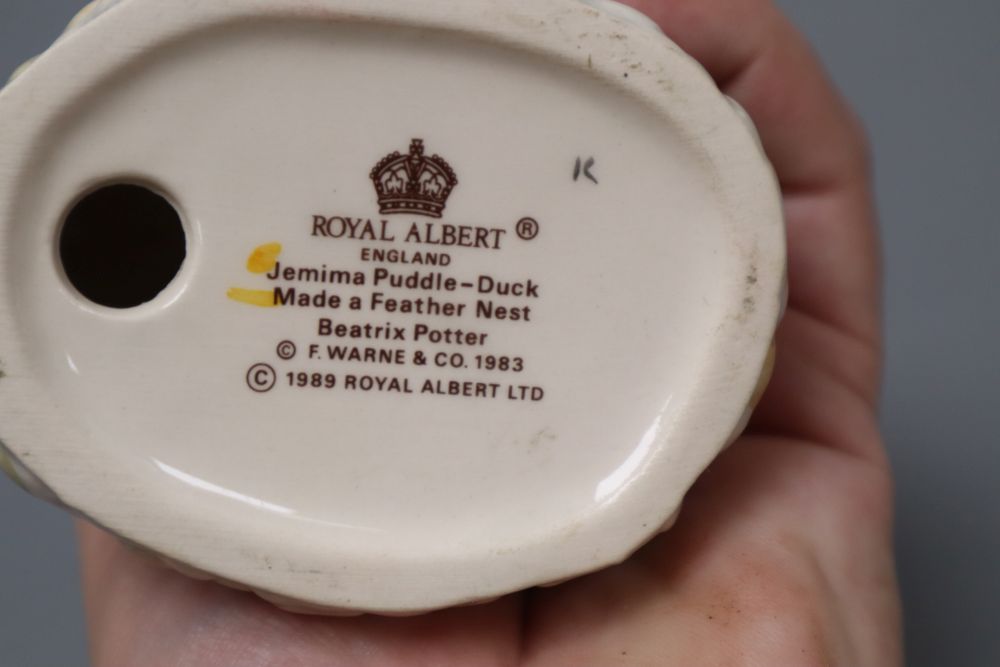 K
ROYAL ALBERT ®
ENGLAND
Jemima Puddle-Duck
Made a Feather Nest
Beatrix Potter
© F. WARNE & CO. 1983
© 1989 ROYAL ALBERT LTD